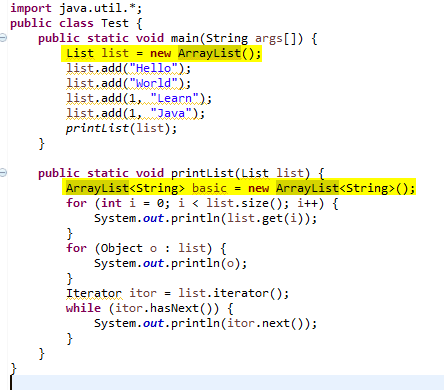 import java.util.*;
public class Test {
    public static void main(String args[]) {
        List list = new ArrayList();
        list.add("Hello");
        list.add("World");
        list.add(1, "Learn");
        list.add(1, "Java");
        printList(list);
    }

    public static void printList(List list) {
        ArrayList<String> basic = new ArrayList<String>();
        for (int i = 0; i < list.size(); i++) {
            System.out.println(list.get(i));
        }
        for (Object o : list) {
            System.out.println(o);
        }
        Iterator itor = list.iterator();
        while (itor.hasNext()) {
            System.out.println(itor.next());
        }
    }
}